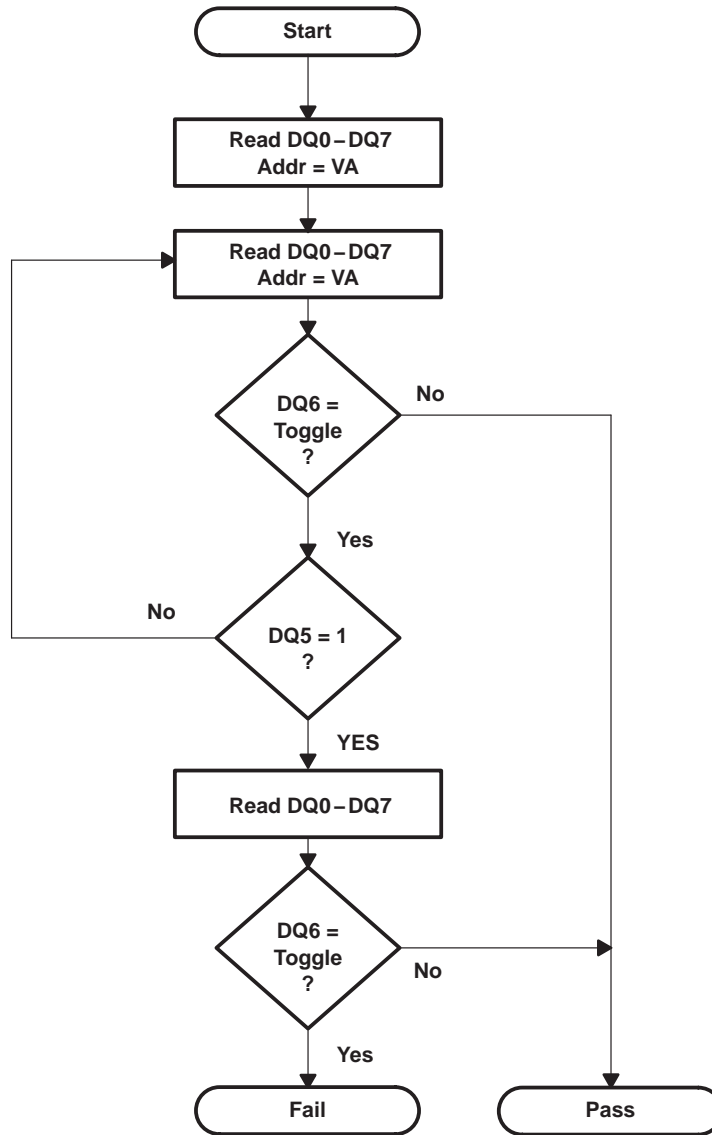 Start
Read DQ0–DQ7
Addr = VA
Read DQ0–DQ7
Addr = VA
DQ6 =
Toggle
?
No
Yes
No
DQ5 = 1
?
YES
Read DQ0–DQ7
DQ6 =
Toggle
?
No
Yes
Fail
Pass